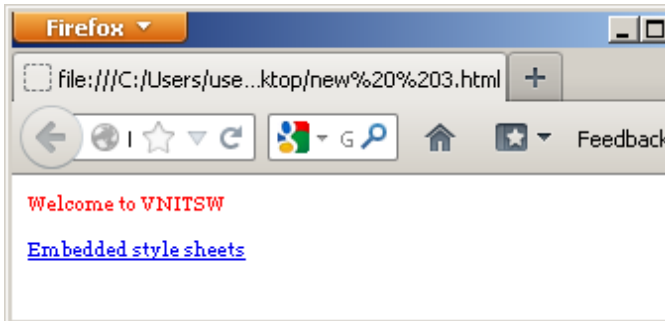 Firefox
file:///C:/Users/use...ktop/new%20%203.html
G
Feedback
Welcome to VNITSW
Embedded style sheets